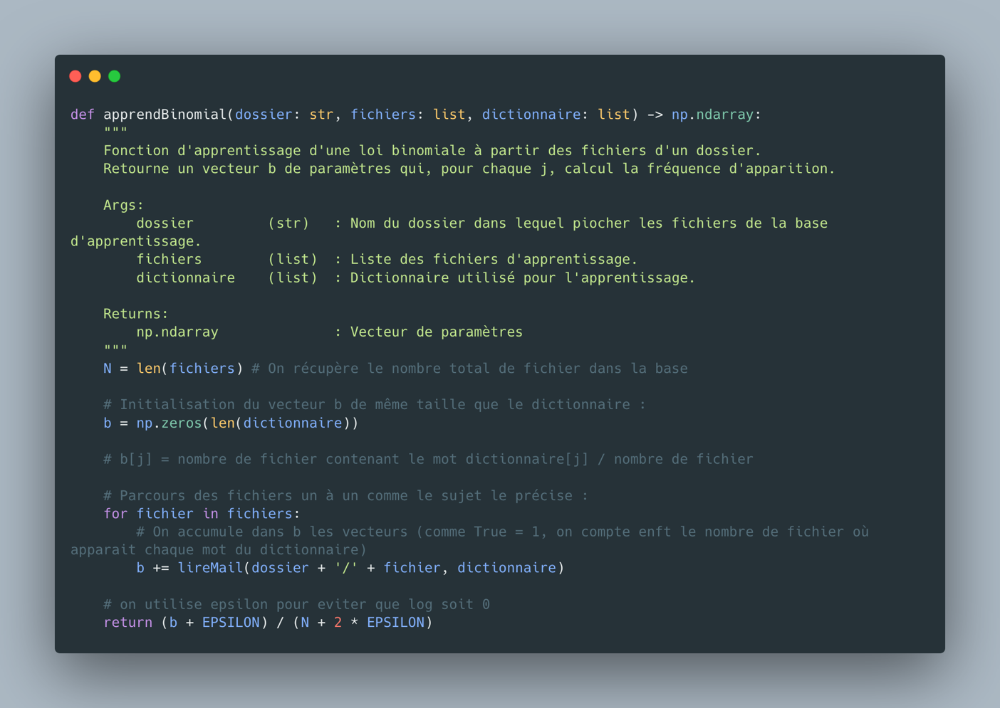 def apprendBinomial(dossier: str, fichiers: list, dictionnaire: list) -> np.ndarray:
    """
    Fonction d'apprentissage d'une loi binomiale à partir des fichiers d'un dossier.
    Retourne un vecteur b de paramètres qui, pour chaque j, calcul la fréquence d'apparition.

    Args:
        dossier         (str)   : Nom du dossier dans lequel piocher les fichiers de la base
d'apprentissage.
        fichiers        (list)  : Liste des fichiers d'apprentissage.
        dictionnaire    (list)  : Dictionnaire utilisé pour l'apprentissage.

    Returns:
        np.ndarray              : Vecteur de paramètres
    """
    N = len(fichiers) # On récupère le nombre total de fichier dans la base

    # Initialisation du vecteur b de même taille que le dictionnaire :
    b = np.zeros(len(dictionnaire))

    # b[j] = nombre de fichier contenant le mot dictionnaire[j] / nombre de fichier

    # Parcours des fichiers un à un comme le sujet le précise :
    for fichier in fichiers:
        # On accumule dans b les vecteurs (comme True = 1, on compte enft le nombre de fichier où
apparait chaque mot du dictionnaire)
        b += lireMail(dossier + '/' + fichier, dictionnaire)

    # on utilise epsilon pour eviter que log soit 0
    return (b + EPSILON) / (N + 2 * EPSILON)